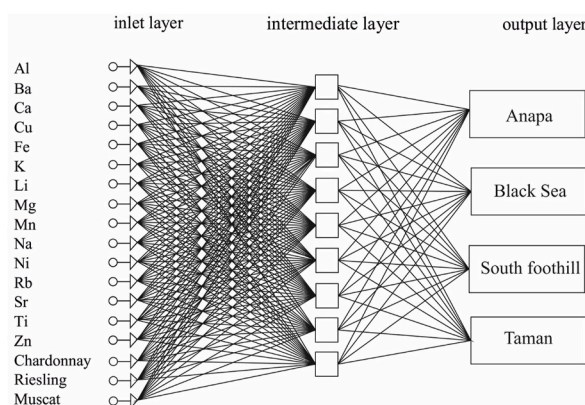 inlet layer intermediate layer output layer
Al
Ba
Ca
Cu
Fe
K
Li
Mg
Mn
Na
Ni
Rb
Sr
Ti
Zn
Chardonnay
Riesling
Muscat
Anapa
Black Sea
South foothill
Taman